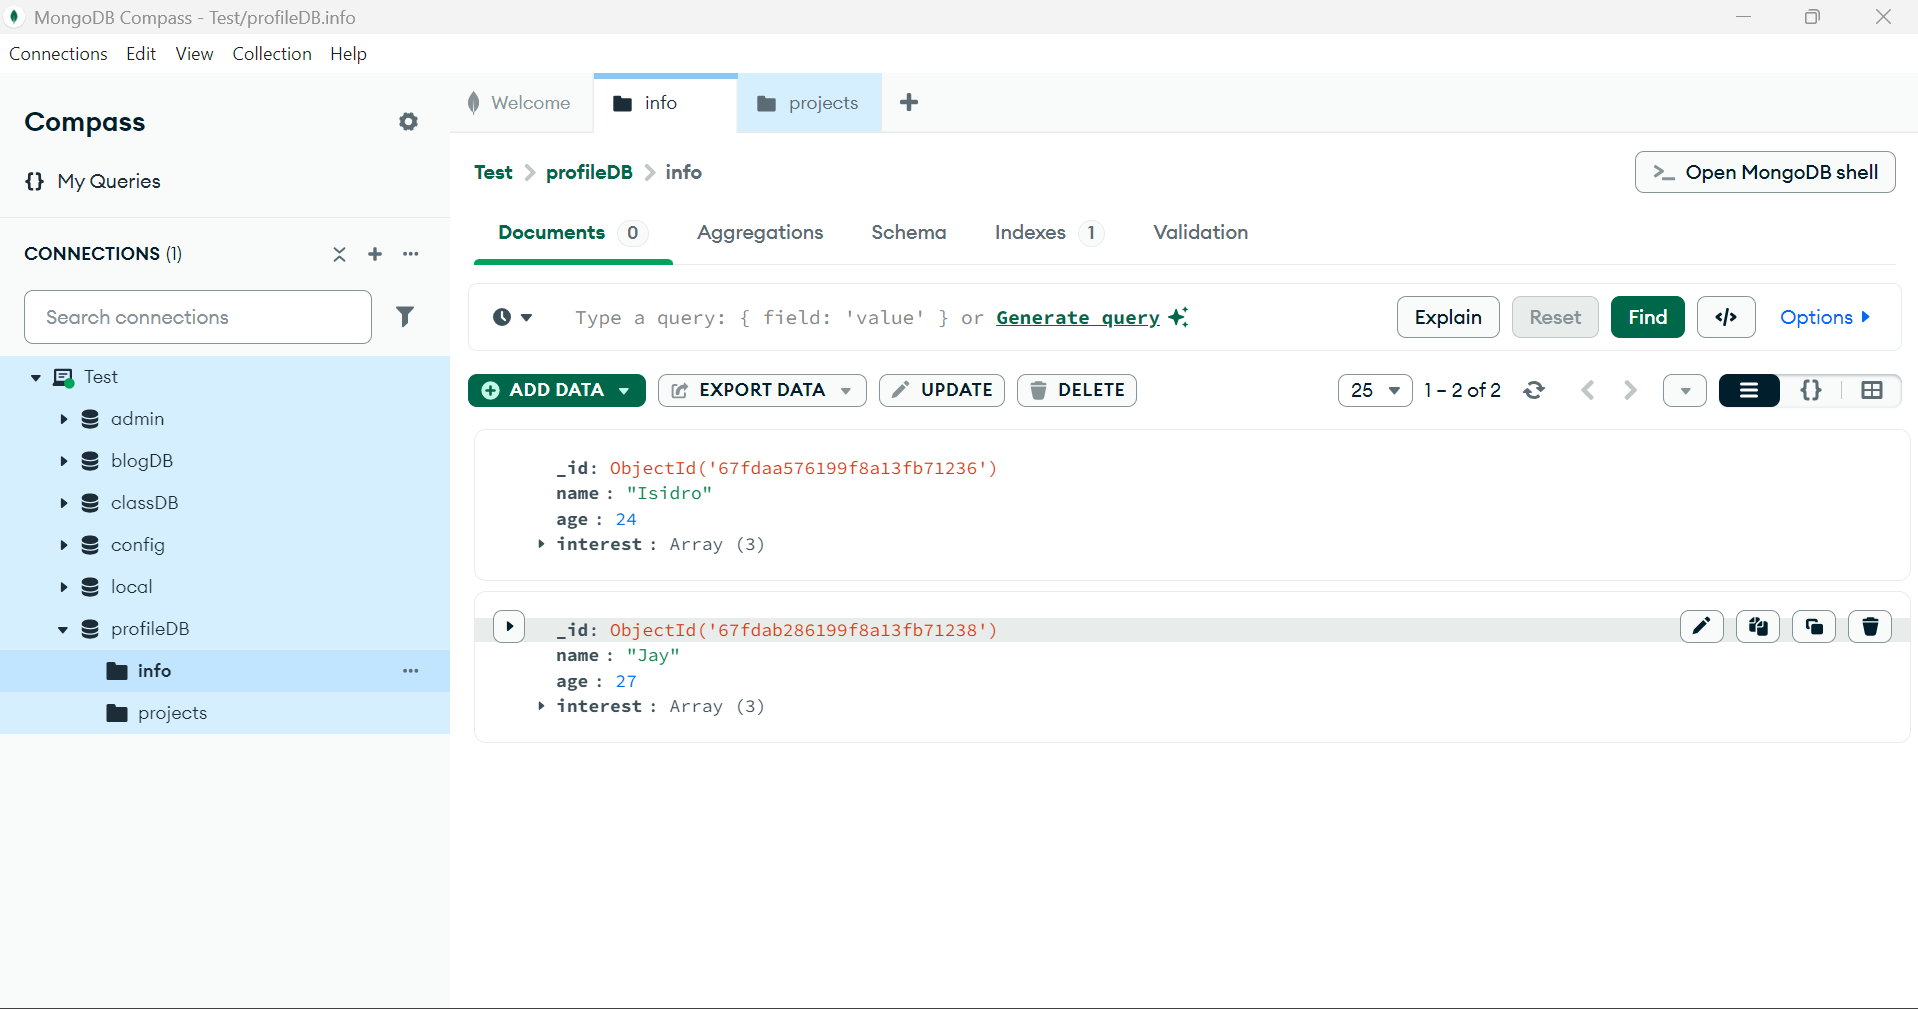 MongoDB Compass - Test/profileDB.info
Connections Edit View Collection Help
Compass
{} My Queries
CONNECTIONS (1)
Search connections
Test
admin
blogDB
classDB
config
local
profileDB
info
projects
Welcome info projects
Test > profileDB > info
>_ Open MongoDB shell
Documents 0 Aggregations Schema Indexes 1 Validation
Type a query: { field: 'value' } or Generate query
Explain Reset Find </> Options
ADD DATA EXPORT DATA UPDATE DELETE
25 1 – 2 of 2 {}
_id: ObjectId('67fdaa576199f8a13fb71236')
name : "Isidro"
age : 24
interest : Array (3)
_id: ObjectId('67fdab286199f8a13fb71238')
name : "Jay"
age : 27
interest : Array (3)